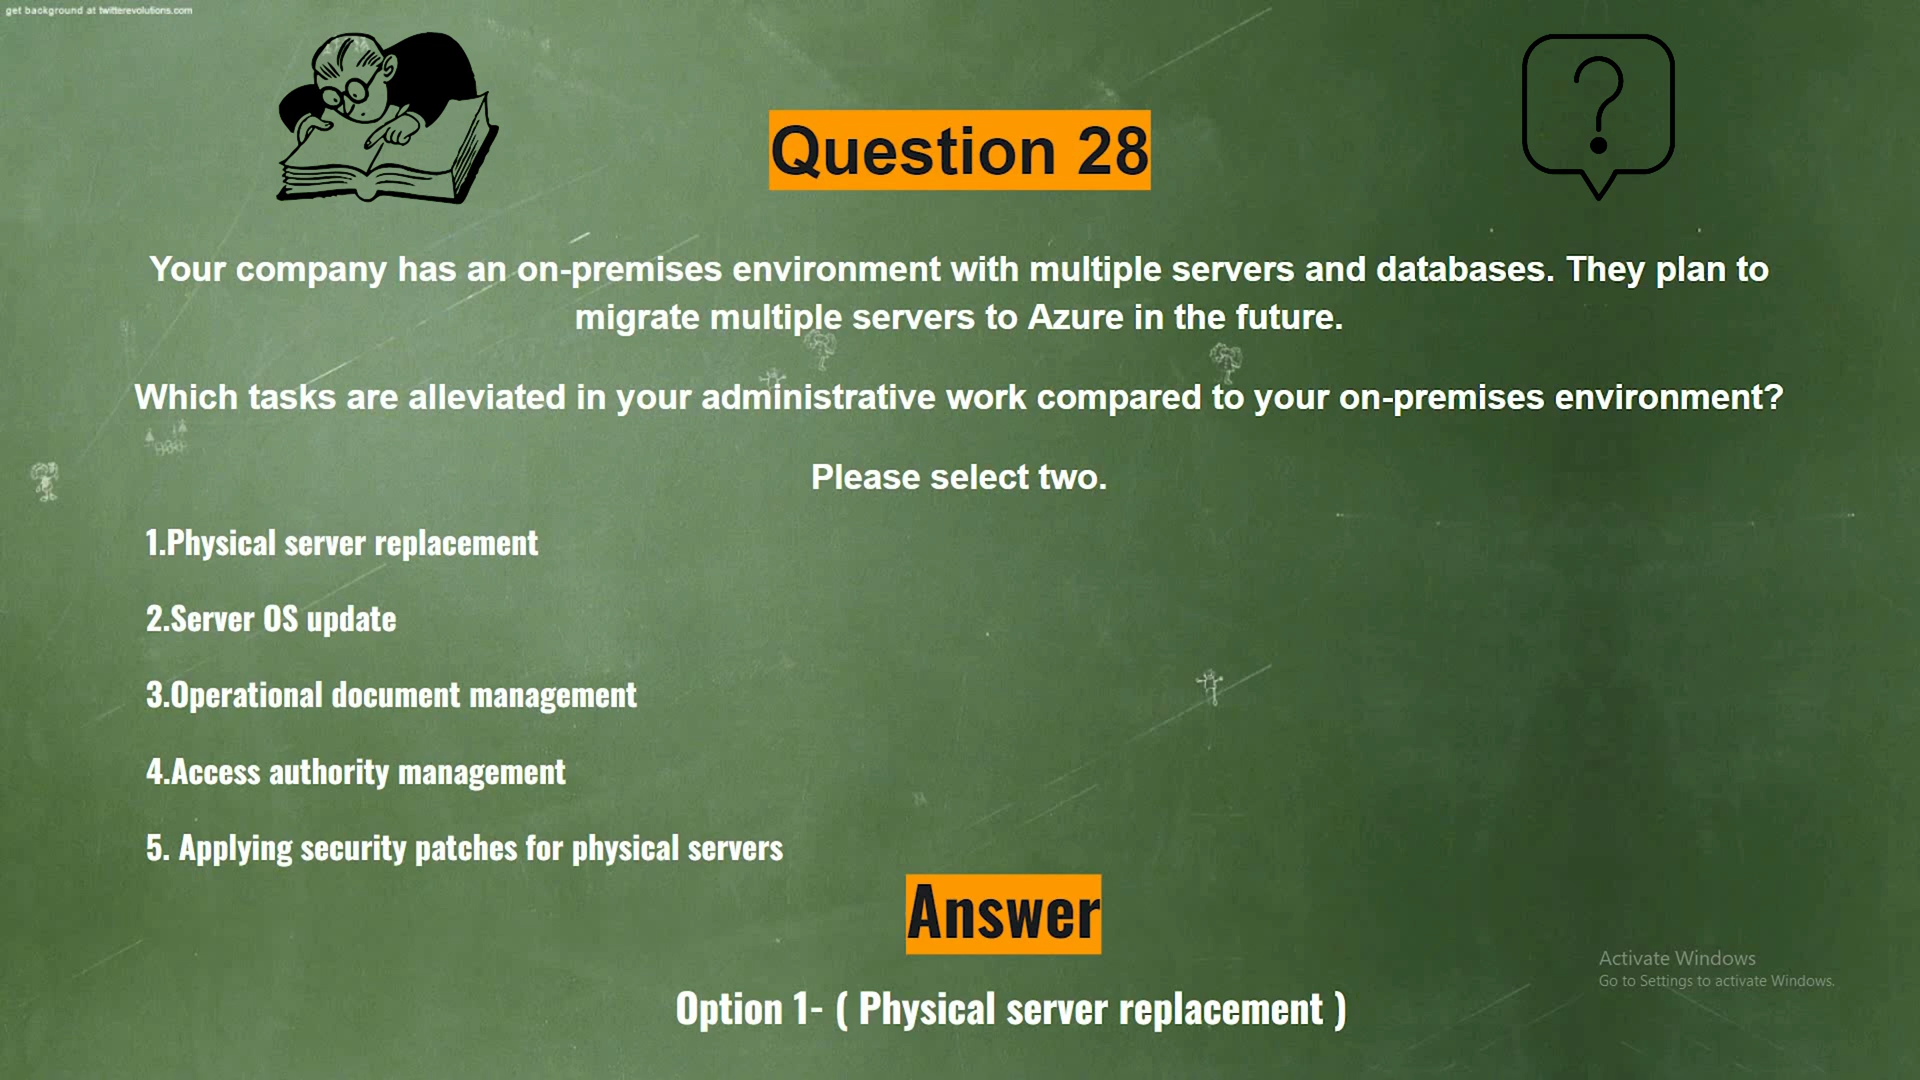 get background at twitterevolutions.com
Question 28
Your company has an on-premises environment with multiple servers and databases. They plan to
migrate multiple servers to Azure in the future.
Which tasks are alleviated in your administrative work compared to your on-premises environment?
Please select two.
1.Physical server replacement
2.Server OS update
3.Operational document management
4.Access authority management
5. Applying security patches for physical servers
Answer
Option 1- ( Physical server replacement )
Activate Windows
Go to Settings to activate Windows.